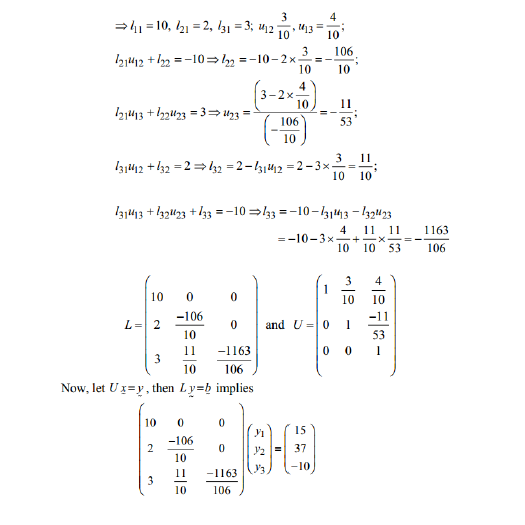 ⇒ l11 = 10, l21 = 2, l31 = 3; u12 3/10, u13 = 4/10;
l21u12 + l22 = −10 ⇒ l22 = −10 − 2 × 3/10 = −106/10;
l21u13 + l22u23 = 3 ⇒ u23 = (3 − 2 × 4/10)/(−106/10) = −11/53;
l31u12 + l32 = 2 ⇒ l32 = 2 − l31u12 = 2 − 3 × 3/10 = 11/10;
l31u13 + l32u23 + l33 = −10 ⇒ l33 = −10 − l31u13 − l32u23
= −10 − 3 × 4/10 + 11/10 × 11/53 = −1163/106
L = (10 0 0; 2 −106/10 0; 3 11/10 −1163/106) and U = (1 3/10 4/10; 0 1 −11/53; 0 0 1)
Now, let Ux = y, then Ly = b implies
(10 0 0; 2 −106/10 0; 3 11/10 −1163/106) (y1; y2; y3) = (15; 37; −10)